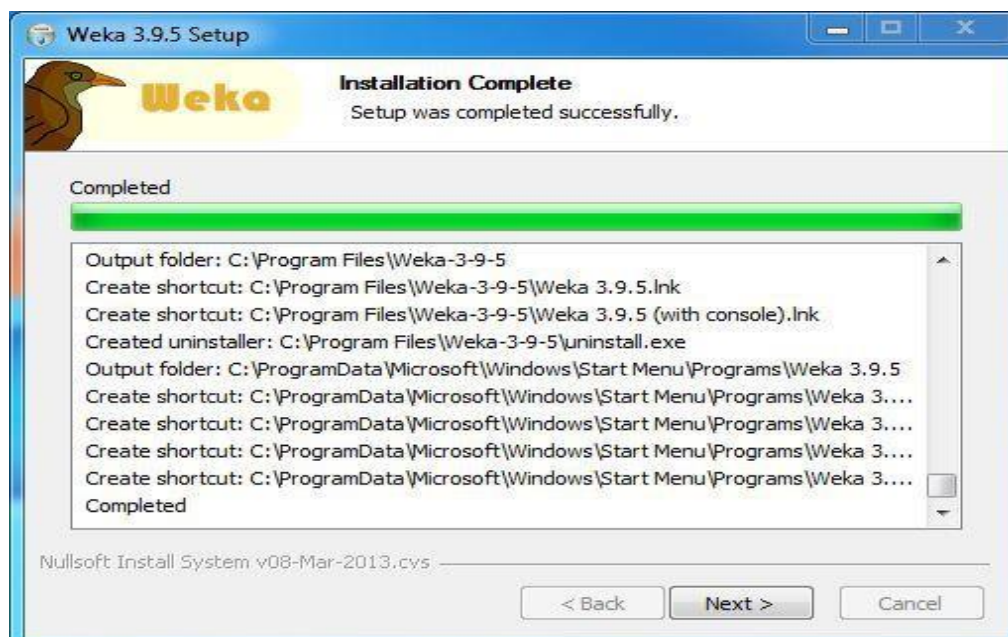 Weka 3.9.5 Setup
Weka
Installation Complete
Setup was completed successfully.
Completed
Output folder: C:\Program Files\Weka-3-9-5
Create shortcut: C:\Program Files\Weka-3-9-5\Weka 3.9.5.lnk
Create shortcut: C:\Program Files\Weka-3-9-5\Weka 3.9.5 (with console).lnk
Created uninstaller: C:\Program Files\Weka-3-9-5\uninstall.exe
Output folder: C:\ProgramData\Microsoft\Windows\Start Menu\Programs\Weka 3.9.5
Create shortcut: C:\ProgramData\Microsoft\Windows\Start Menu\Programs\Weka 3....
Create shortcut: C:\ProgramData\Microsoft\Windows\Start Menu\Programs\Weka 3....
Create shortcut: C:\ProgramData\Microsoft\Windows\Start Menu\Programs\Weka 3....
Create shortcut: C:\ProgramData\Microsoft\Windows\Start Menu\Programs\Weka 3....
Completed
Nullsoft Install System v08-Mar-2013.cvs
< Back Next > Cancel